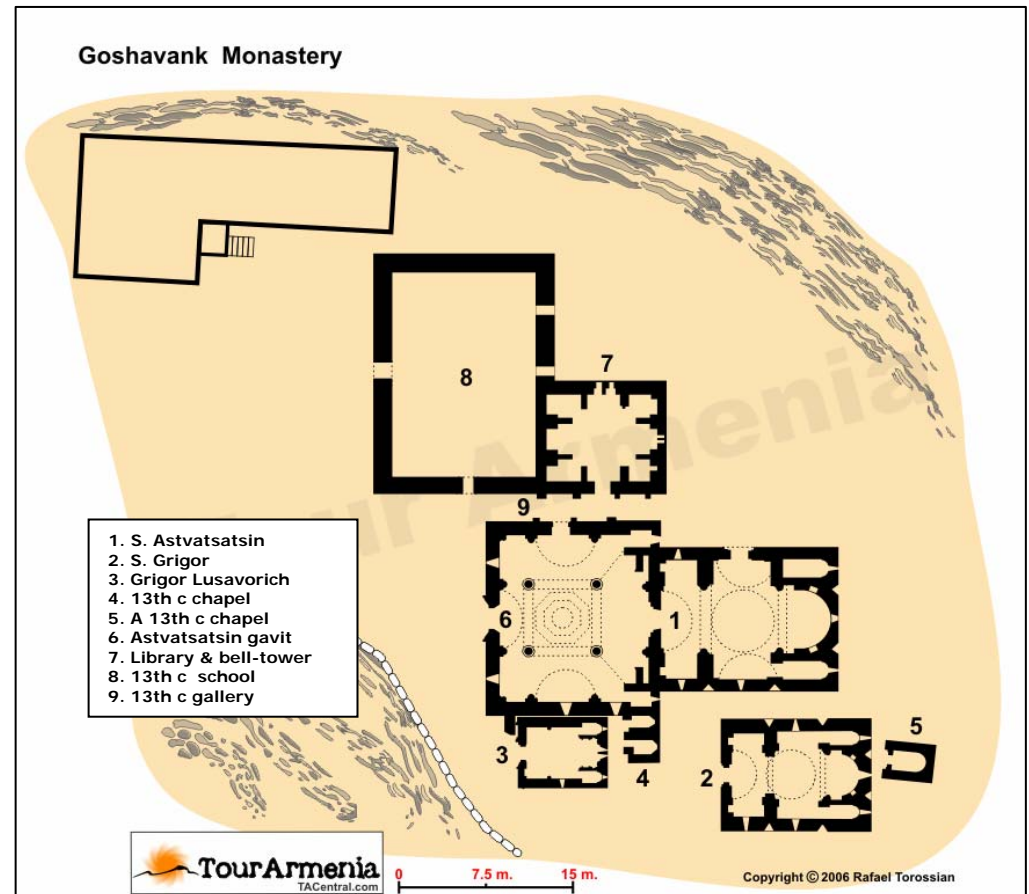 Goshavank Monastery
8
7
9
1. S. Astvatsatsin
2. S. Grigor
3. Grigor Lusavorich
4. 13th c chapel
5. A 13th c chapel
6. Astvatsatsin gavit
7. Library & bell-tower
8. 13th c school
9. 13th c gallery
6
1
3
4
2
5
Tour Armenia
TourArmenia
TACentral.com
0 7.5 m. 15 m.
Copyright © 2006 Rafael Torossian